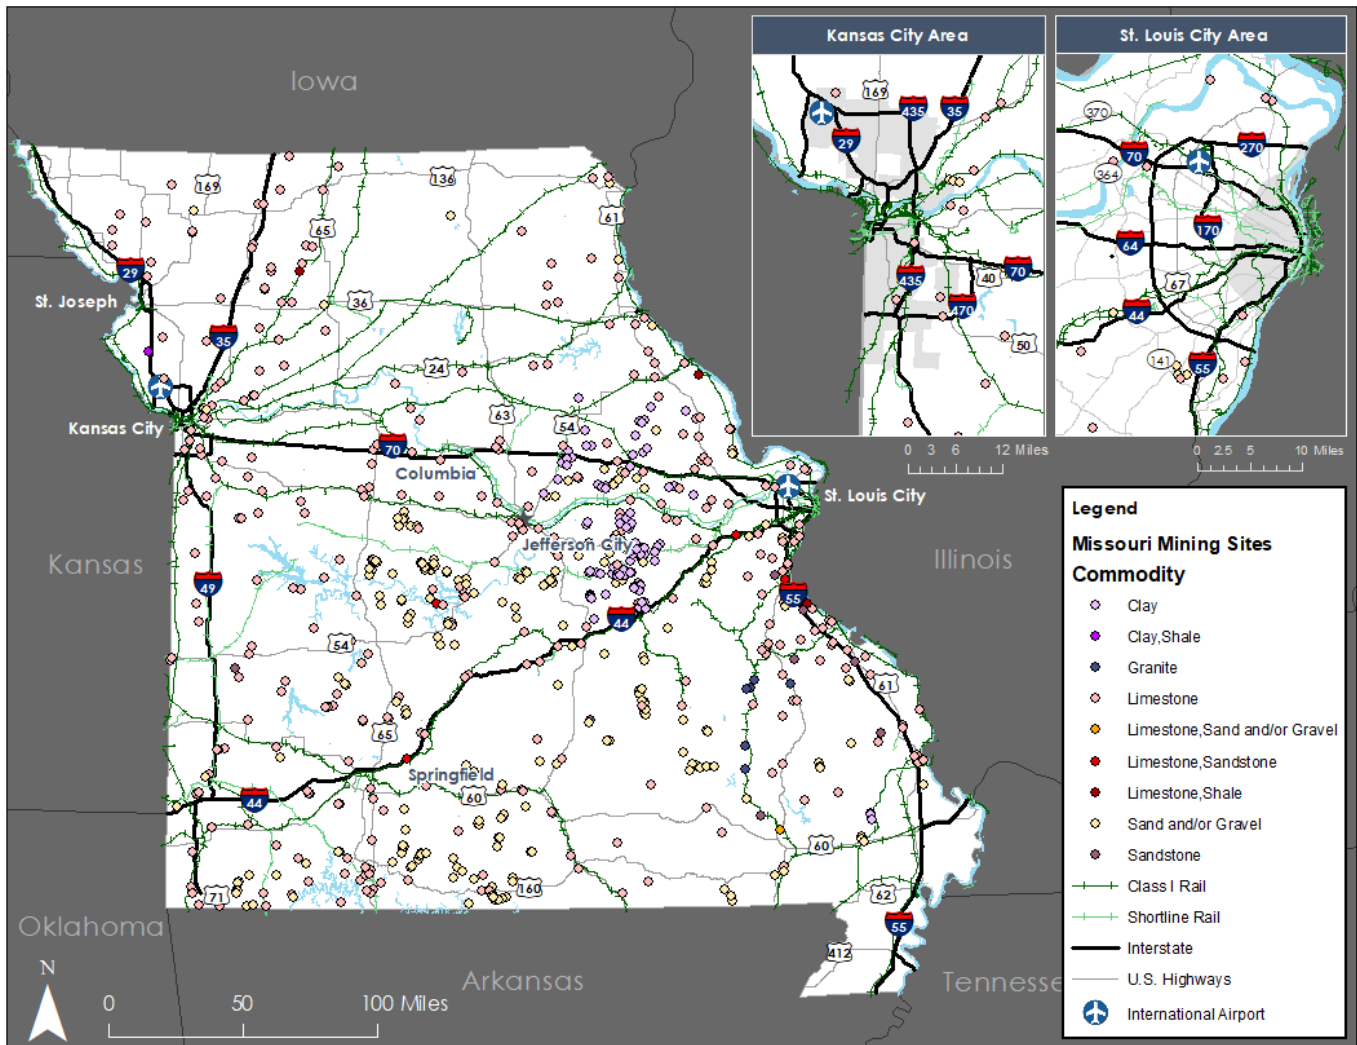 Kansas City Area
St. Louis City Area
Iowa
169
435
35
29
70
435
40
470
50
0 3 6 12 Miles
370
270
70
364
170
64
67
44
141
55
0 2.5 5 10 Miles
169
136
61
65
29
St. Joseph
36
35
24
63
54
Kansas City
70
Columbia
St. Louis City
Jefferson City
Kansas
Illinois
49
55
44
54
61
65
Springfield
60
44
60
71
160
62
55
412
Oklahoma
Arkansas
Tennesse
N
0 50 100 Miles
Legend
Missouri Mining Sites
Commodity
Clay
Clay,Shale
Granite
Limestone
Limestone,Sand and/or Gravel
Limestone,Sandstone
Limestone,Shale
Sand and/or Gravel
Sandstone
Class I Rail
Shortline Rail
Interstate
U.S. Highways
International Airport